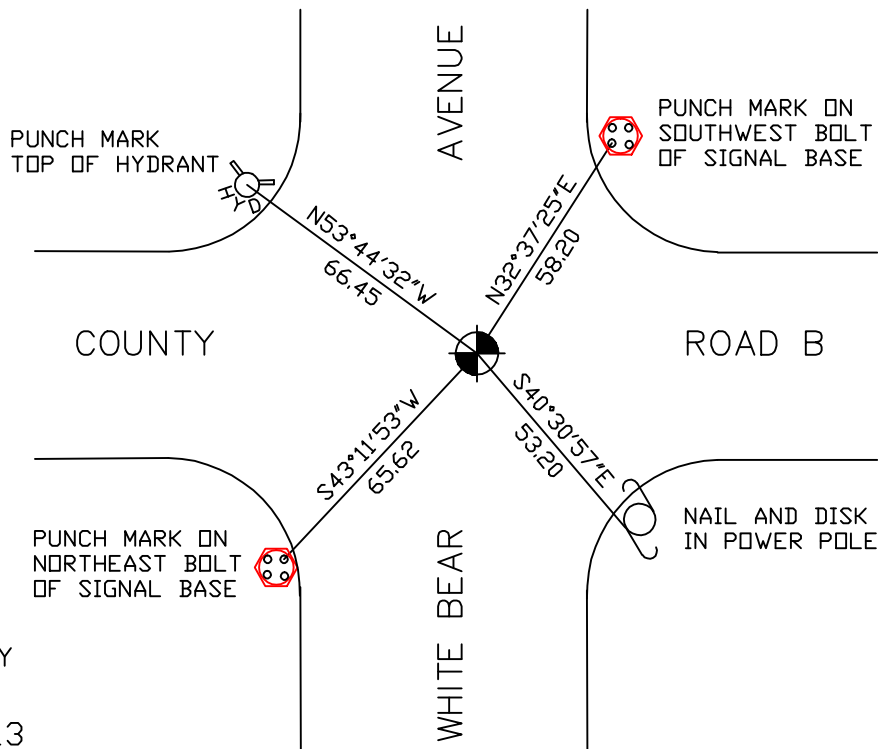 AVENUE
PUNCH MARK ON
SOUTHWEST BOLT
OF SIGNAL BASE
PUNCH MARK
TOP OF HYDRANT
HYD
N53°44'32"W
66.45
N32°37'25"E
58.20
COUNTY
ROAD B
S43°11'53"W
65.62
S40°30'57"E
53.20
PUNCH MARK ON
NORTHEAST BOLT
OF SIGNAL BASE
NAIL AND DISK
IN POWER POLE
WHITE BEAR
Y
13